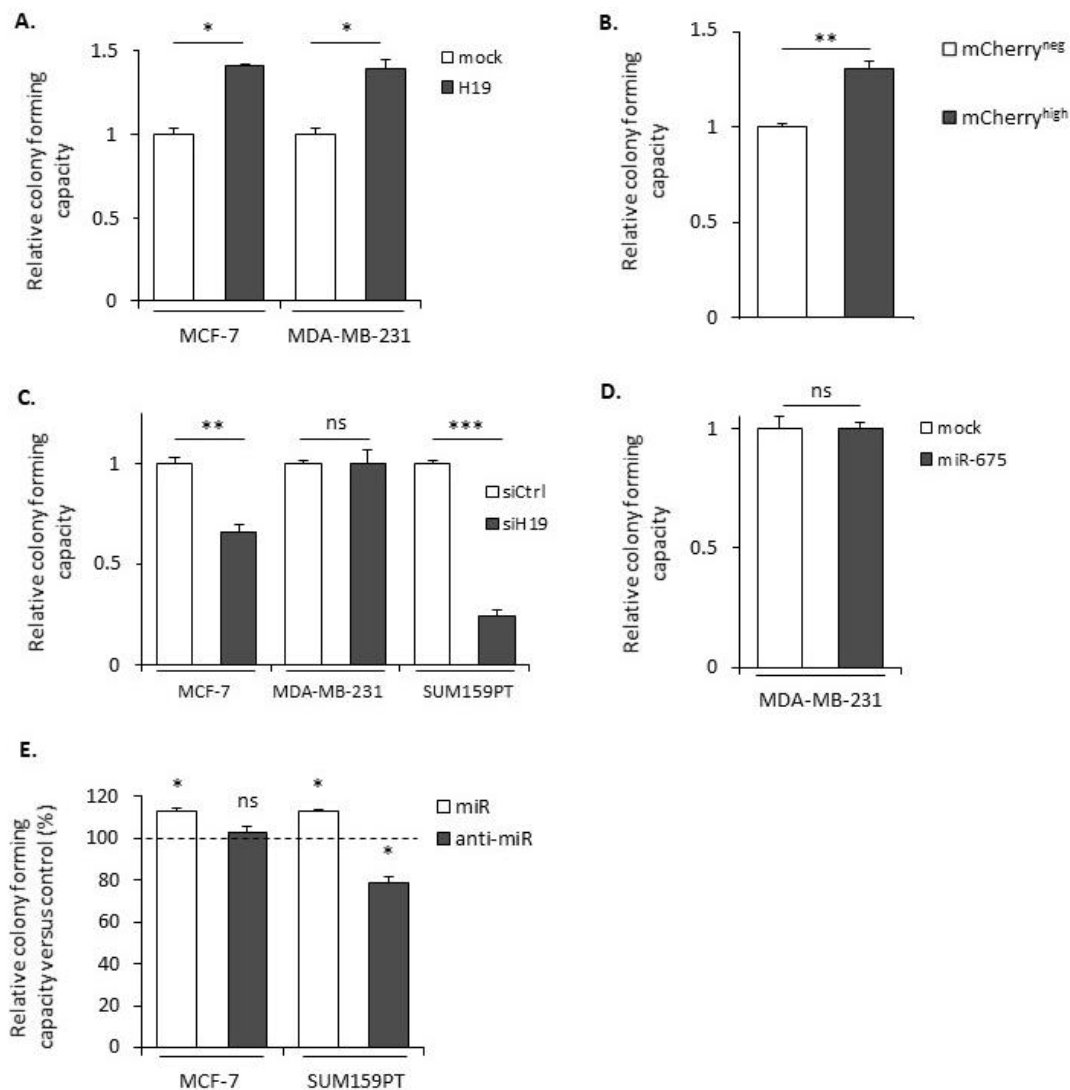 A.
*
*
1.5
1
0.5
0
Relative colony forming
capacity
mock
H19
MCF-7
MDA-MB-231
B.
**
1.5
1
0.5
0
Relative colony forming
capacity
mCherryⁿᵉᵍ
mCherryʰⁱᵍʰ
C.
**
ns
***
1
0.5
0
Relative colony forming
capacity
siCtrl
siH19
MCF-7
MDA-MB-231
SUM159PT
D.
ns
1
0.5
0
Relative colony forming
capacity
mock
miR-675
MDA-MB-231
E.
*
ns
*
*
120
100
80
60
40
20
0
Relative colony forming
capacity versus control (%)
miR
anti-miR
MCF-7
SUM159PT